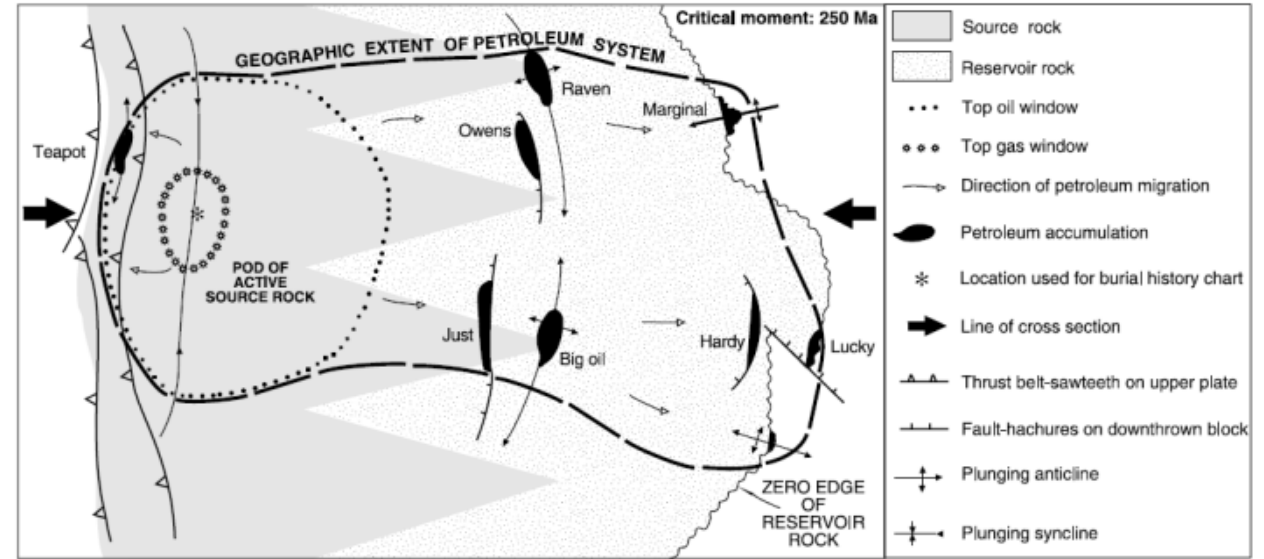 Critical moment: 250 Ma
GEOGRAPHIC EXTENT OF PETROLEUM SYSTEM
Raven
Marginal
Owens
Teapot
POD OF
ACTIVE
SOURCE ROCK
Just
Big oil
Hardy
Lucky
ZERO EDGE
OF
RESERVOIR
ROCK
Source rock
Reservoir rock
Top oil window
Top gas window
Direction of petroleum migration
Petroleum accumulation
Location used for burial history chart
Line of cross section
Thrust belt-sawteeth on upper plate
Fault-hachures on downthrown block
Plunging anticline
Plunging syncline